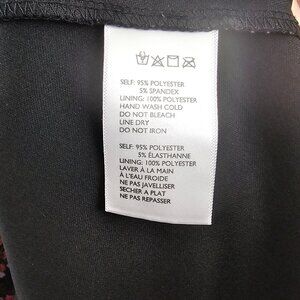 SELF: 95% POLYESTER
5% SPANDEX
LINING: 100% POLYESTER
HAND WASH COLD
DO NOT BLEACH
LINE DRY
DO NOT IRON
SELF: 95% POLYESTER
5% ÉLASTHANNE
LINING: 100% POLYESTER
LAVER À LA MAIN
À L'EAU FROIDE
NE PAS JAVELLISER
SECHER A PLAT
NE PAS REPASSER